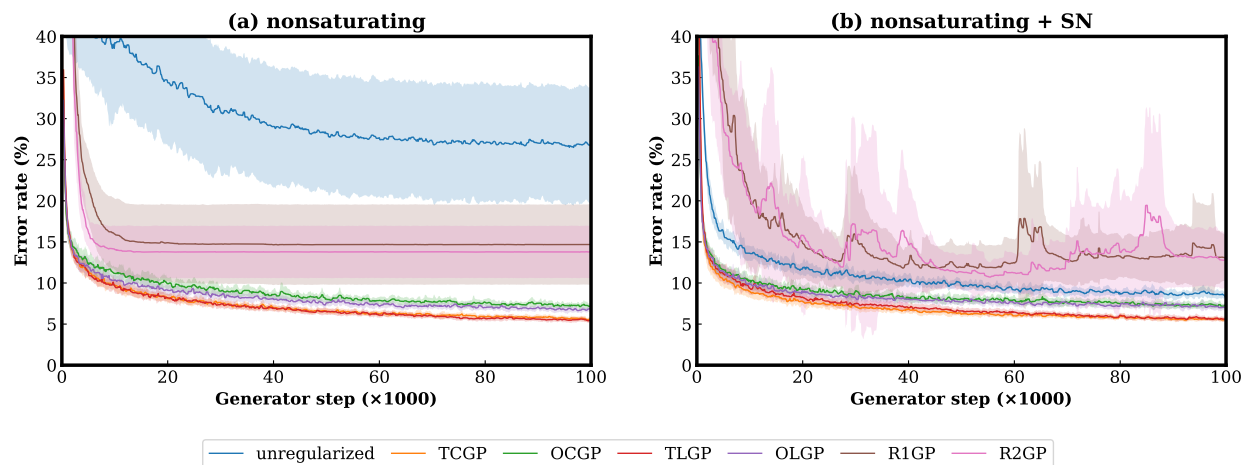 (a) nonsaturating
(b) nonsaturating + SN
Error rate (%)
40
35
30
25
20
15
10
5
0
0 20 40 60 80 100
Generator step (×1000)
Error rate (%)
40
35
30
25
20
15
10
5
0
0 20 40 60 80 100
Generator step (×1000)
unregularized TCGP OCGP TLGP OLGP R1GP R2GP